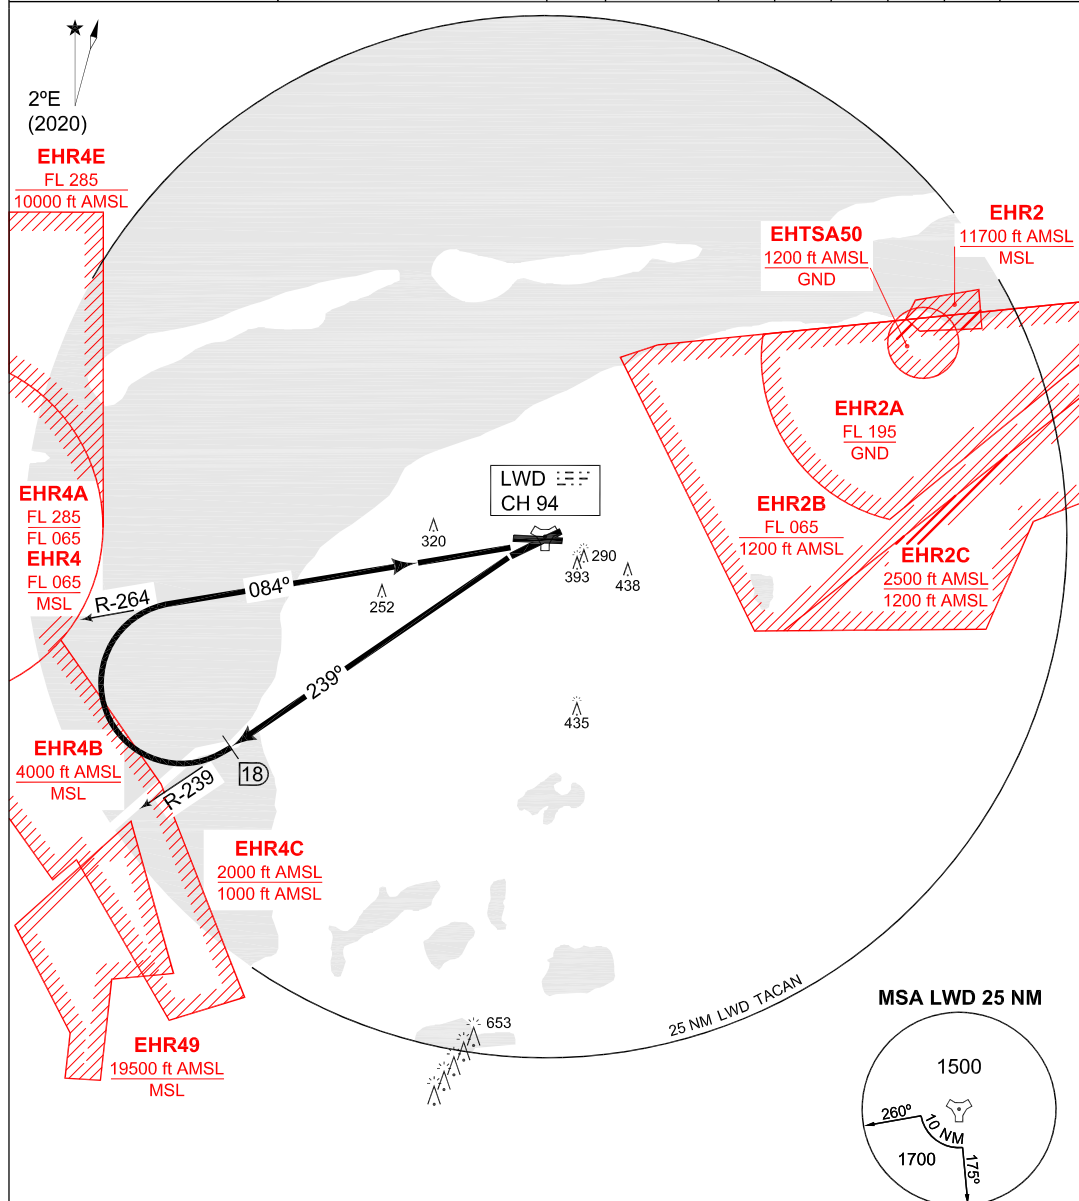 2ºE
(2020)
EHR4E
FL 285
10000 ft AMSL
EHR2
11700 ft AMSL
MSL
EHTSA50
1200 ft AMSL
GND
EHR2A
FL 195
GND
LWD
CH 94
EHR4A
FL 285
FL 065
EHR4
FL 065
MSL
EHR2B
FL 065
1200 ft AMSL
EHR2C
2500 ft AMSL
1200 ft AMSL
320
290
393
438
252
R-264
084º
239º
435
EHR4B
4000 ft AMSL
MSL
18
R-239
EHR4C
2000 ft AMSL
1000 ft AMSL
25 NM LWD TACAN
653
EHR49
19500 ft AMSL
MSL
MSA LWD 25 NM
1500
260º
10 NM
1700
175º